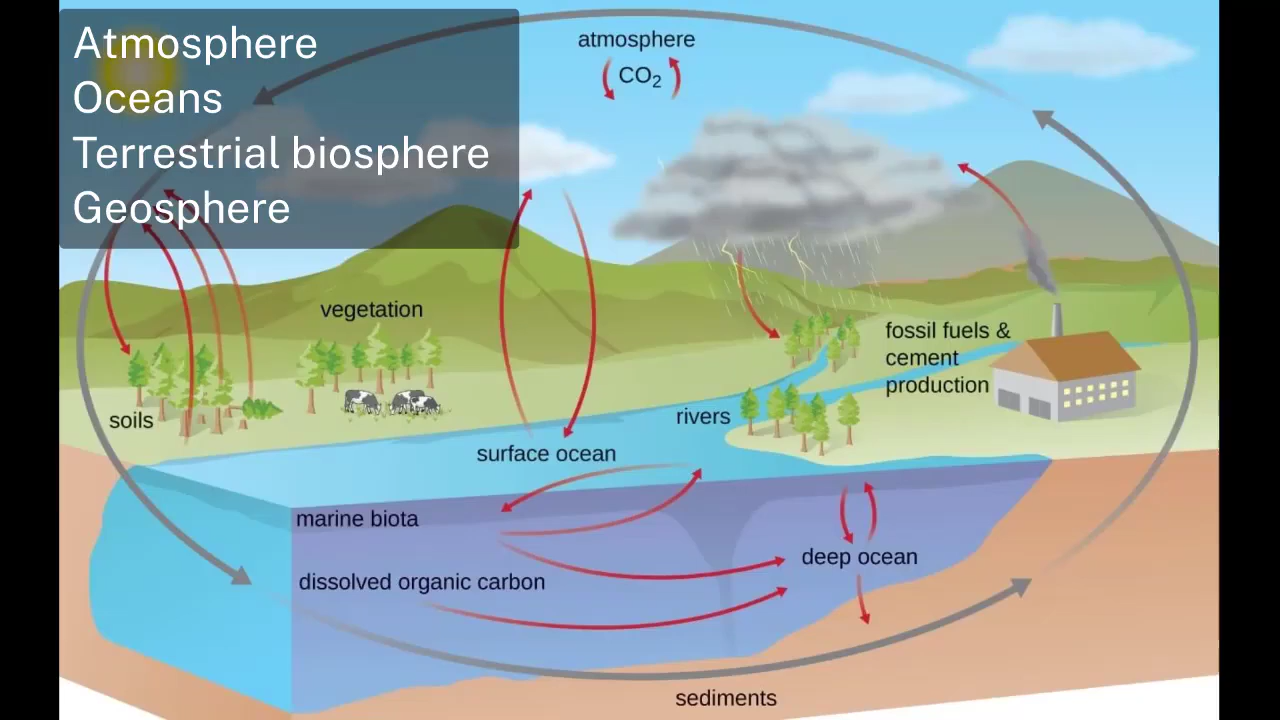 Atmosphere
Oceans
Terrestrial biosphere
Geosphere
atmosphere
CO₂
vegetation
fossil fuels &
cement
production
soils
rivers
surface ocean
marine biota
deep ocean
dissolved organic carbon
sediments